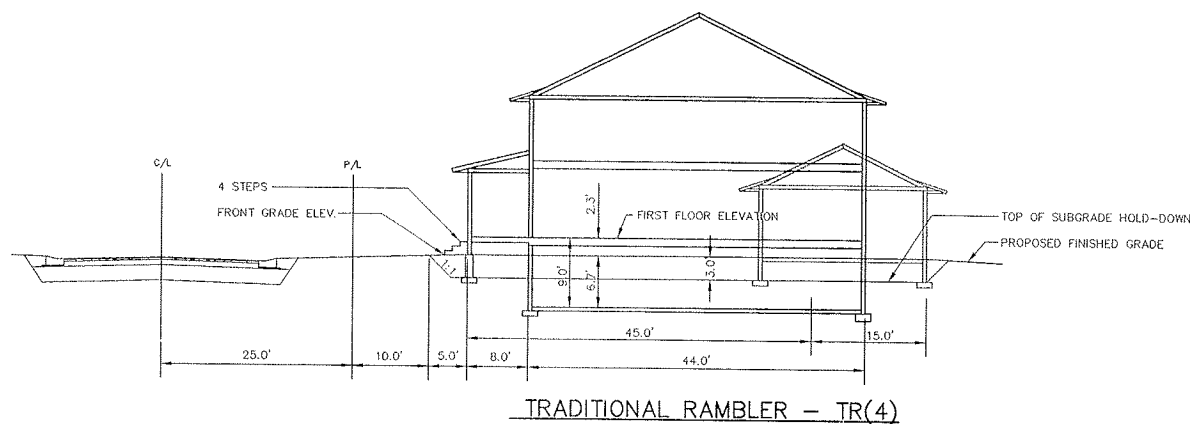 C/L
P/L
4 STEPS
FRONT GRADE ELEV.
2.3'
FIRST FLOOR ELEVATION
TOP OF SUBGRADE HOLD-DOWN
PROPOSED FINISHED GRADE
1:1
9.0'
6.7'
3.0'
45.0'
15.0'
25.0'
10.0'
5.0'
8.0'
44.0'
TRADITIONAL RAMBLER - TR(4)